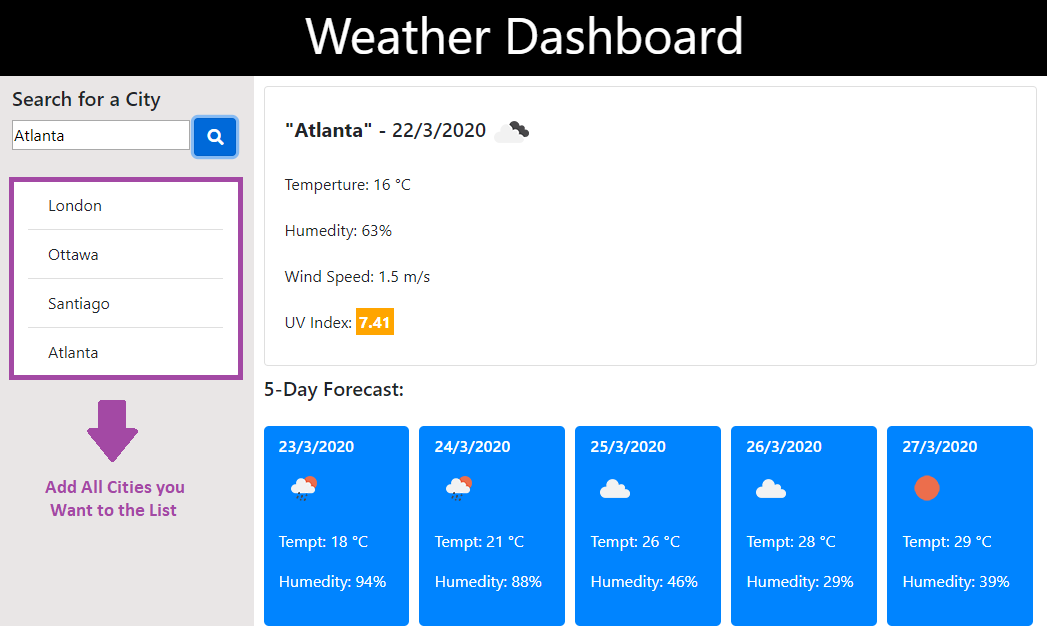 Weather Dashboard
Search for a City
Atlanta
London
Ottawa
Santiago
Atlanta
Add All Cities you
Want to the List
"Atlanta" - 22/3/2020
Temperture: 16 °C
Humedity: 63%
Wind Speed: 1.5 m/s
UV Index: 7.41
5-Day Forecast:
23/3/2020
Tempt: 18 °C
Humedity: 94%
24/3/2020
Tempt: 21 °C
Humedity: 88%
25/3/2020
Tempt: 26 °C
Humedity: 46%
26/3/2020
Tempt: 28 °C
Humedity: 29%
27/3/2020
Tempt: 29 °C
Humedity: 39%